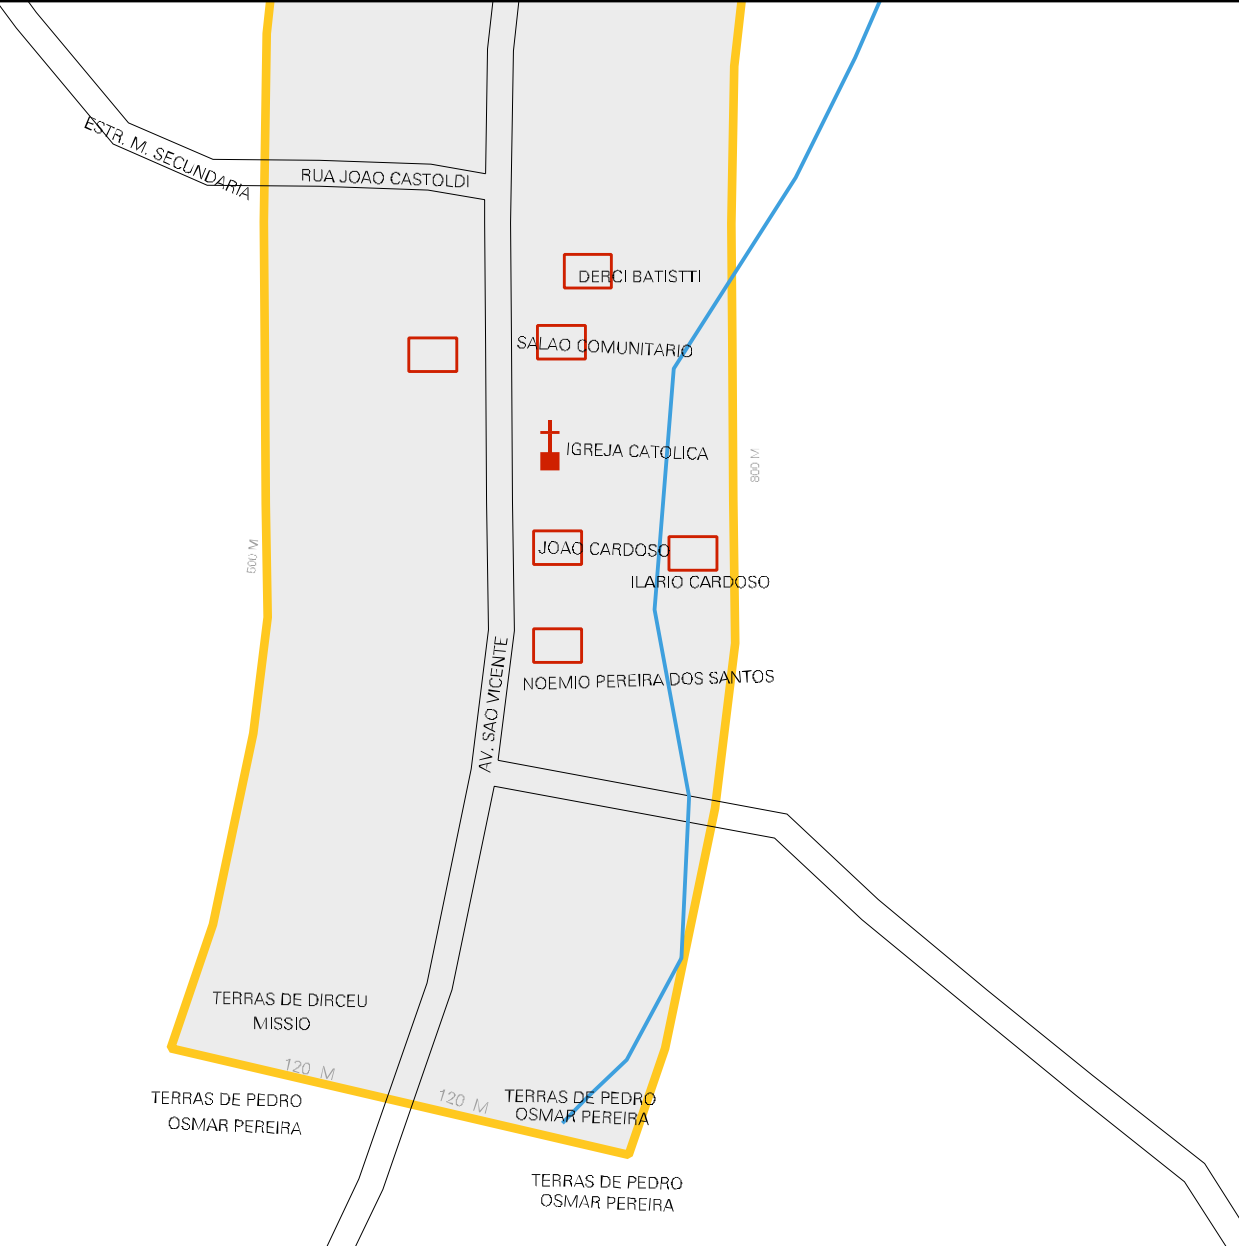 ESTR. M. SECUNDARIA
RUA JOAO CASTOLDI
DERCI BATISTTI
SALAO COMUNITARIO
IGREJA CATOLICA
800 M
JOAO CARDOSO
ILARIO CARDOSO
NOEMIO PEREIRA DOS SANTOS
AV. SAO VICENTE
TERRAS DE DIRCEU
MISSIO
120 M
120 M
TERRAS DE PEDRO
OSMAR PEREIRA
TERRAS DE PEDRO
OSMAR PEREIRA
TERRAS DE PEDRO
OSMAR PEREIRA